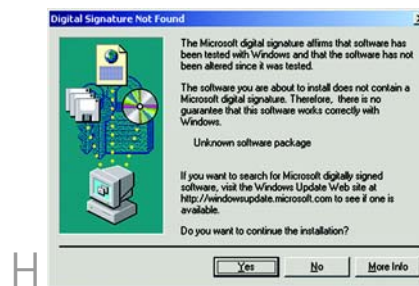 Digital Signature Not Found
The Microsoft digital signature affirms that software has
been tested with Windows and that the software has not
been altered since it was tested.
The software you are about to install does not contain a
Microsoft digital signature. Therefore, there is no
guarantee that this software works correctly with
Windows.
Unknown software package
If you want to search for Microsoft digitally signed
software, visit the Windows Update Web site at
http://windowsupdate.microsoft.com to see if one is
available.
Do you want to continue the installation?
Yes No More Info
H